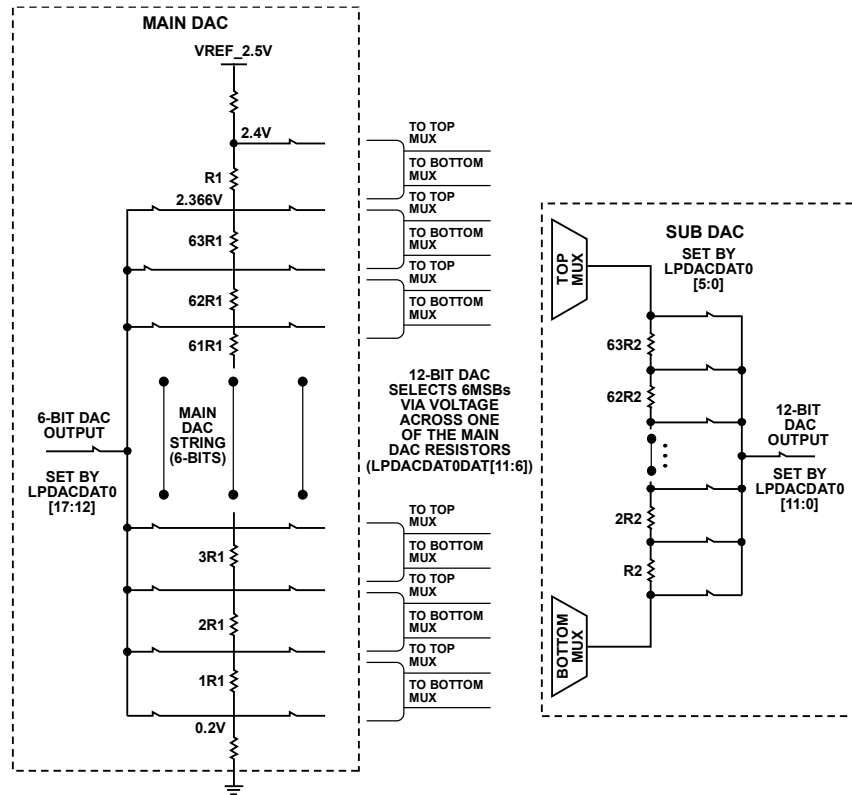 MAIN DAC
VREF_2.5V
2.4V
R1
2.366V
63R1
62R1
61R1
6-BIT DAC
OUTPUT
SET BY
LPDACDAT0
[17:12]
MAIN
DAC
STRING
(6-BITS)
3R1
2R1
1R1
0.2V
TO TOP
MUX
TO BOTTOM
MUX
TO TOP
MUX
TO BOTTOM
MUX
TO TOP
MUX
TO BOTTOM
MUX
12-BIT DAC
SELECTS 6MSBs
VIA VOLTAGE
ACROSS ONE
OF THE MAIN
DAC RESISTORS
(LPDACDAT0DAT[11:6])
TO TOP
MUX
TO BOTTOM
MUX
TO TOP
MUX
TO BOTTOM
MUX
TO TOP
MUX
TO BOTTOM
MUX
SUB DAC
SET BY
LPDACDAT0
[5:0]
TOP
MUX
63R2
62R2
2R2
R2
BOTTOM
MUX
12-BIT
DAC
OUTPUT
SET BY
LPDACDAT0
[11:0]